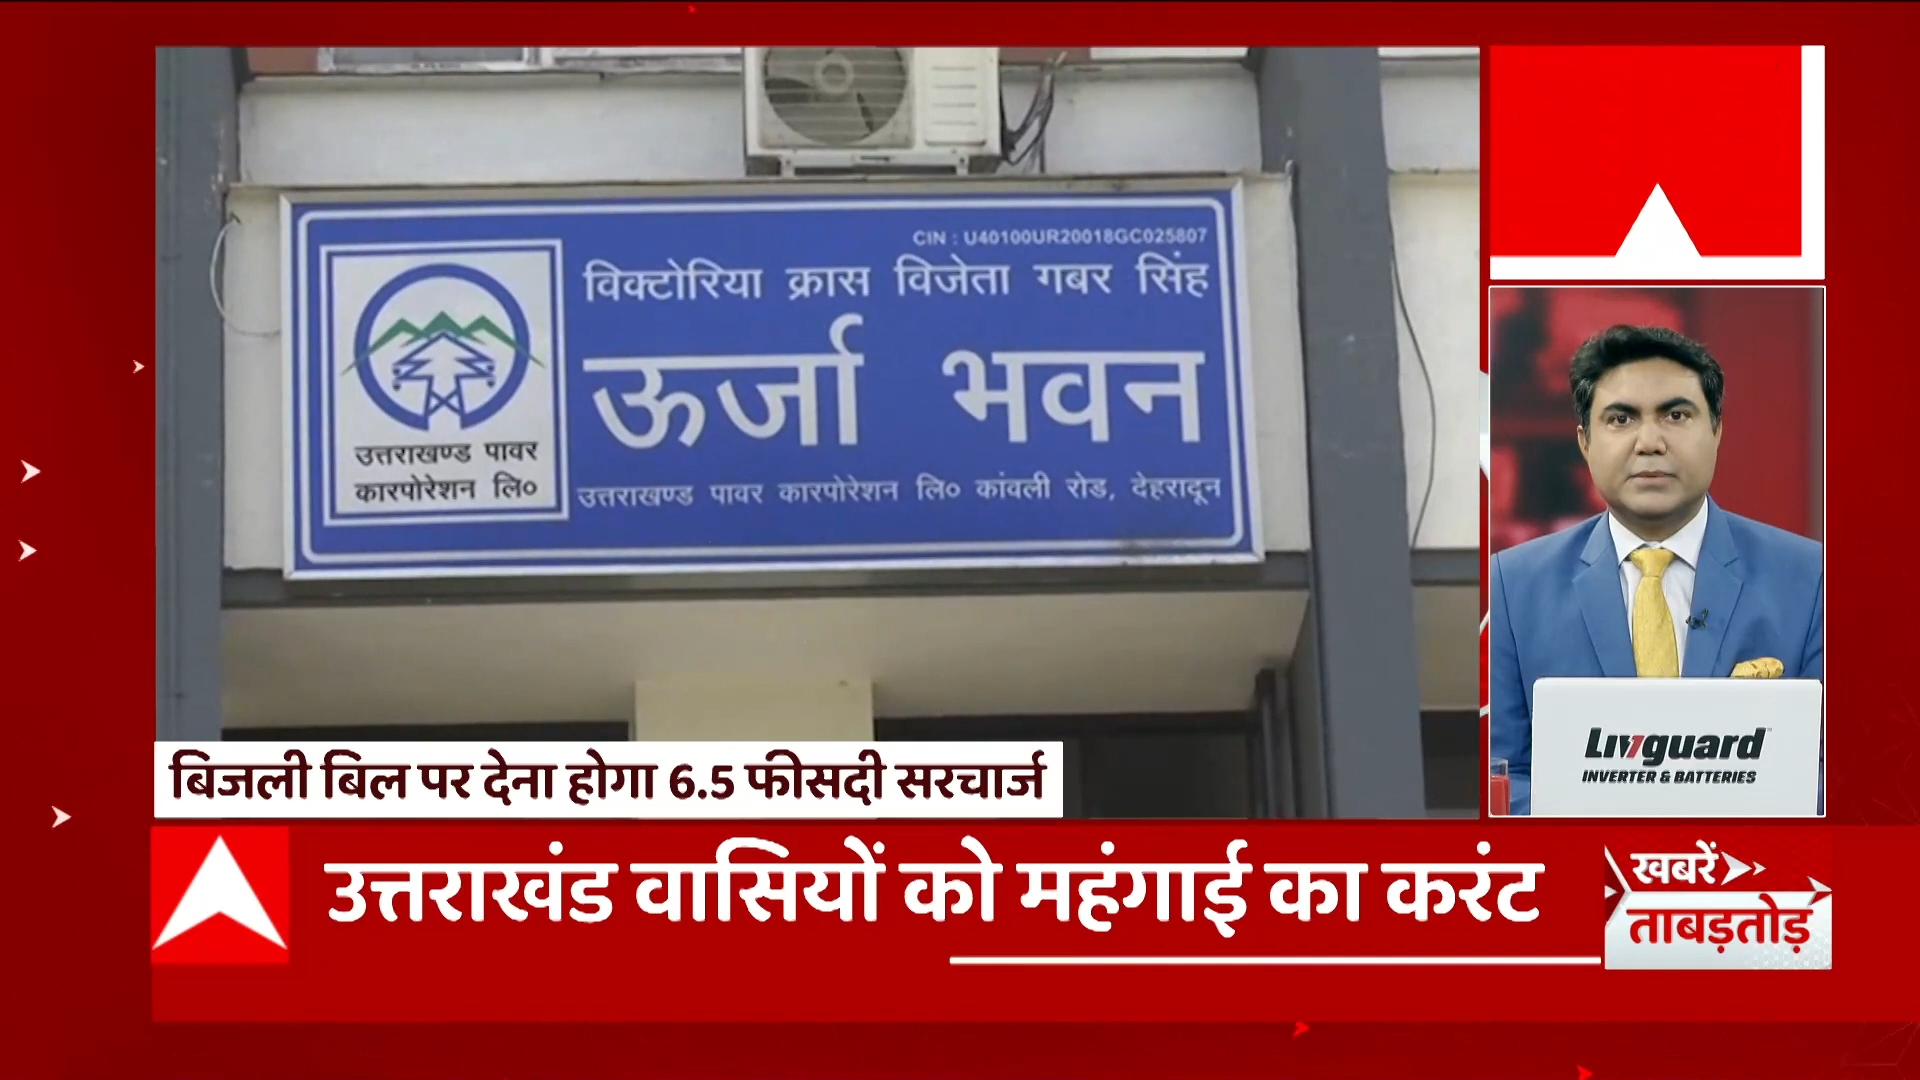 CIN : U40100UR2001SGC025807
विक्टोरिया क्रास विजेता गबर सिंह
ऊर्जा भवन
उत्तराखण्ड पावर
कारपोरेशन लि०
उत्तराखण्ड पावर कारपोरेशन लि० कांवली रोड, देहरादून
Livguard
INVERTER & BATTERIES
बिजली बिल पर देना होगा 6.5 फीसदी सरचार्ज
उत्तराखंड वासियों को महंगाई का करंट
खबरें
ताबड़तोड़